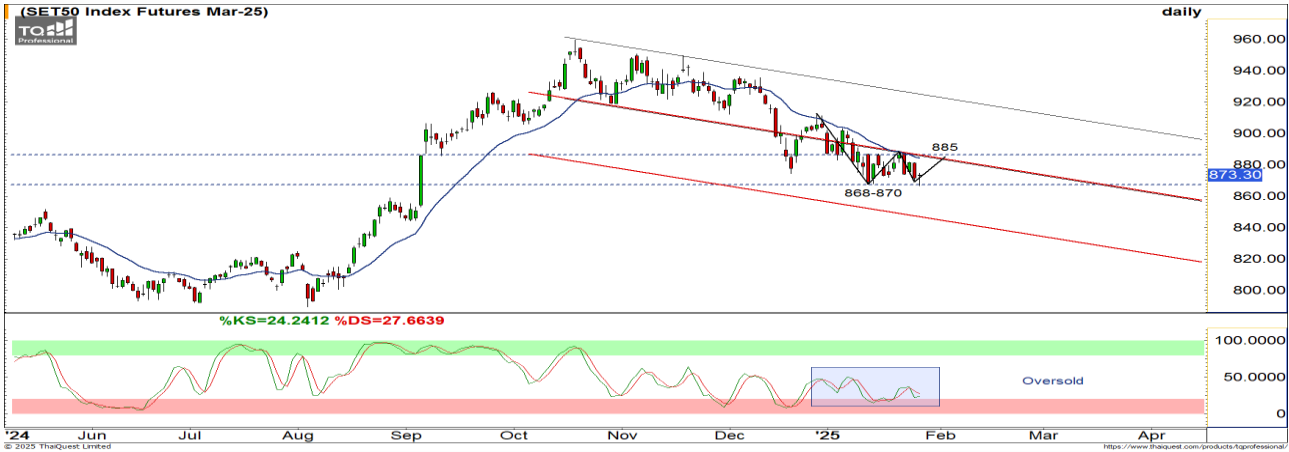 (SET50 Index Futures Mar-25)
daily
TQ
Professional
960.00
940.00
920.00
900.00
885
880.00
873.30
868-870
860.00
840.00
820.00
800.00
%KS=24.2412 %DS=27.6639
100.0000
Oversold
50.0000
0
'24 Jun Jul Aug Sep Oct Nov Dec '25 Feb Mar Apr
© 2025 ThaiQuest Limited
https://www.thaiquest.com/products/tqprofessional/